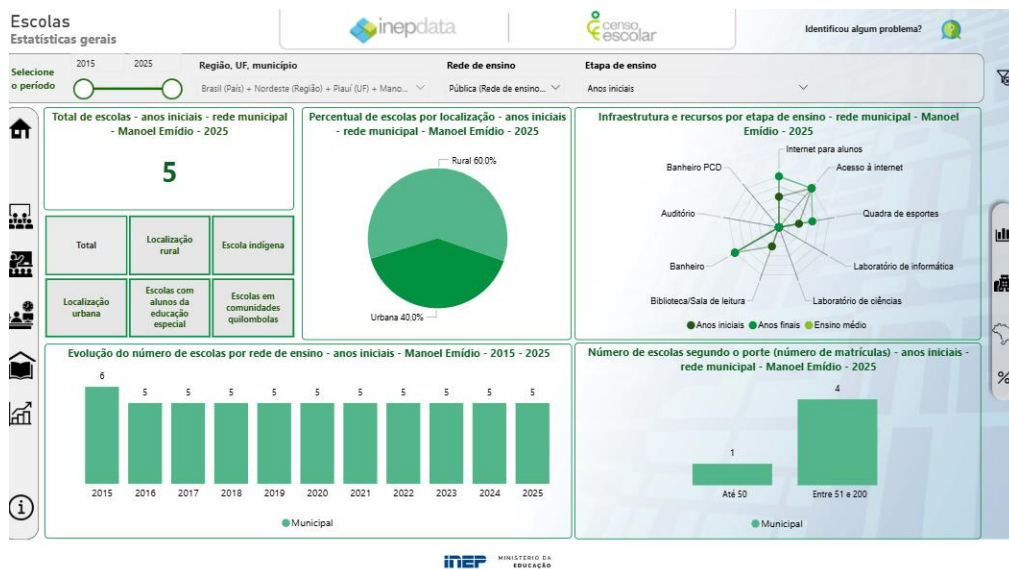 Escolas
Estatísticas gerais
inepdata
censo
escolar
Identificou algum problema?
Selecione
o período
2015
2025
Região, UF, município
Brasil (País) + Nordeste (Região) + Piauí (UF) + Mano...
Rede de ensino
Pública (Rede de ensino...
Etapa de ensino
Anos iniciais
Total de escolas - anos iniciais - rede municipal
- Manoel Emídio - 2025
5
Total
Localização
rural
Escola indígena
Localização
urbana
Escolas com
alunos da
educação
especial
Escolas em
comunidades
quilombolas
Percentual de escolas por localização - anos iniciais
- rede municipal - Manoel Emídio - 2025
Rural 60,0%
Urbana 40,0%
Infraestrutura e recursos por etapa de ensino - rede municipal - Manoel
Emídio - 2025
Internet para alunos
Banheiro PCD
Acesso à internet
Auditório
Quadra de esportes
Banheiro
Laboratório de informática
Biblioteca/Sala de leitura
Laboratório de ciências
Anos iniciais
Anos finais
Ensino médio
Evolução do número de escolas por rede de ensino - anos iniciais - Manoel Emídio - 2015 - 2025
6
5
5
5
5
5
5
5
5
5
5
2015
2016
2017
2018
2019
2020
2021
2022
2023
2024
2025
Municipal
Número de escolas segundo o porte (número de matrículas) - anos iniciais -
rede municipal - Manoel Emídio - 2025
1
4
Até 50
Entre 51 e 200
Municipal
%
inep
MINISTÉRIO DA
EDUCAÇÃO